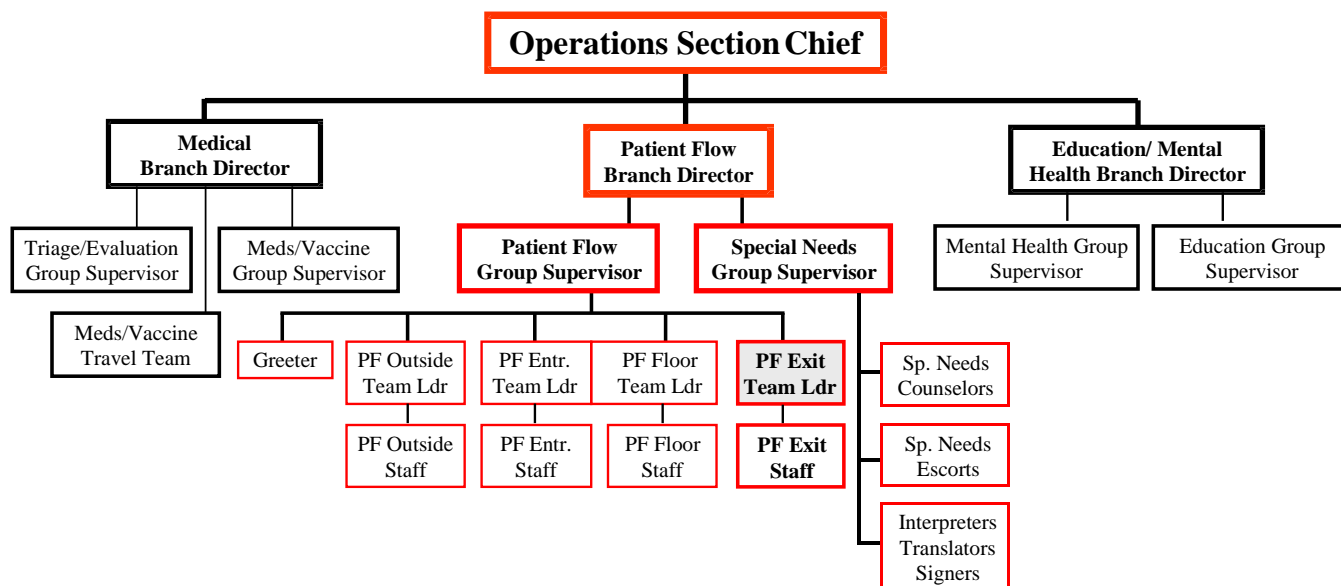 Operations Section Chief
Medical
Branch Director
Patient Flow
Branch Director
Education/ Mental
Health Branch Director
Triage/Evaluation
Group Supervisor
Meds/Vaccine
Group Supervisor
Meds/Vaccine
Travel Team
Patient Flow
Group Supervisor
Special Needs
Group Supervisor
Mental Health Group
Supervisor
Education Group
Supervisor
Greeter
PF Outside
Team Ldr
PF Entr.
Team Ldr
PF Floor
Team Ldr
PF Exit
Team Ldr
PF Outside
Staff
PF Entr.
Staff
PF Floor
Staff
PF Exit
Staff
Sp. Needs
Counselors
Sp. Needs
Escorts
Interpreters
Translators
Signers